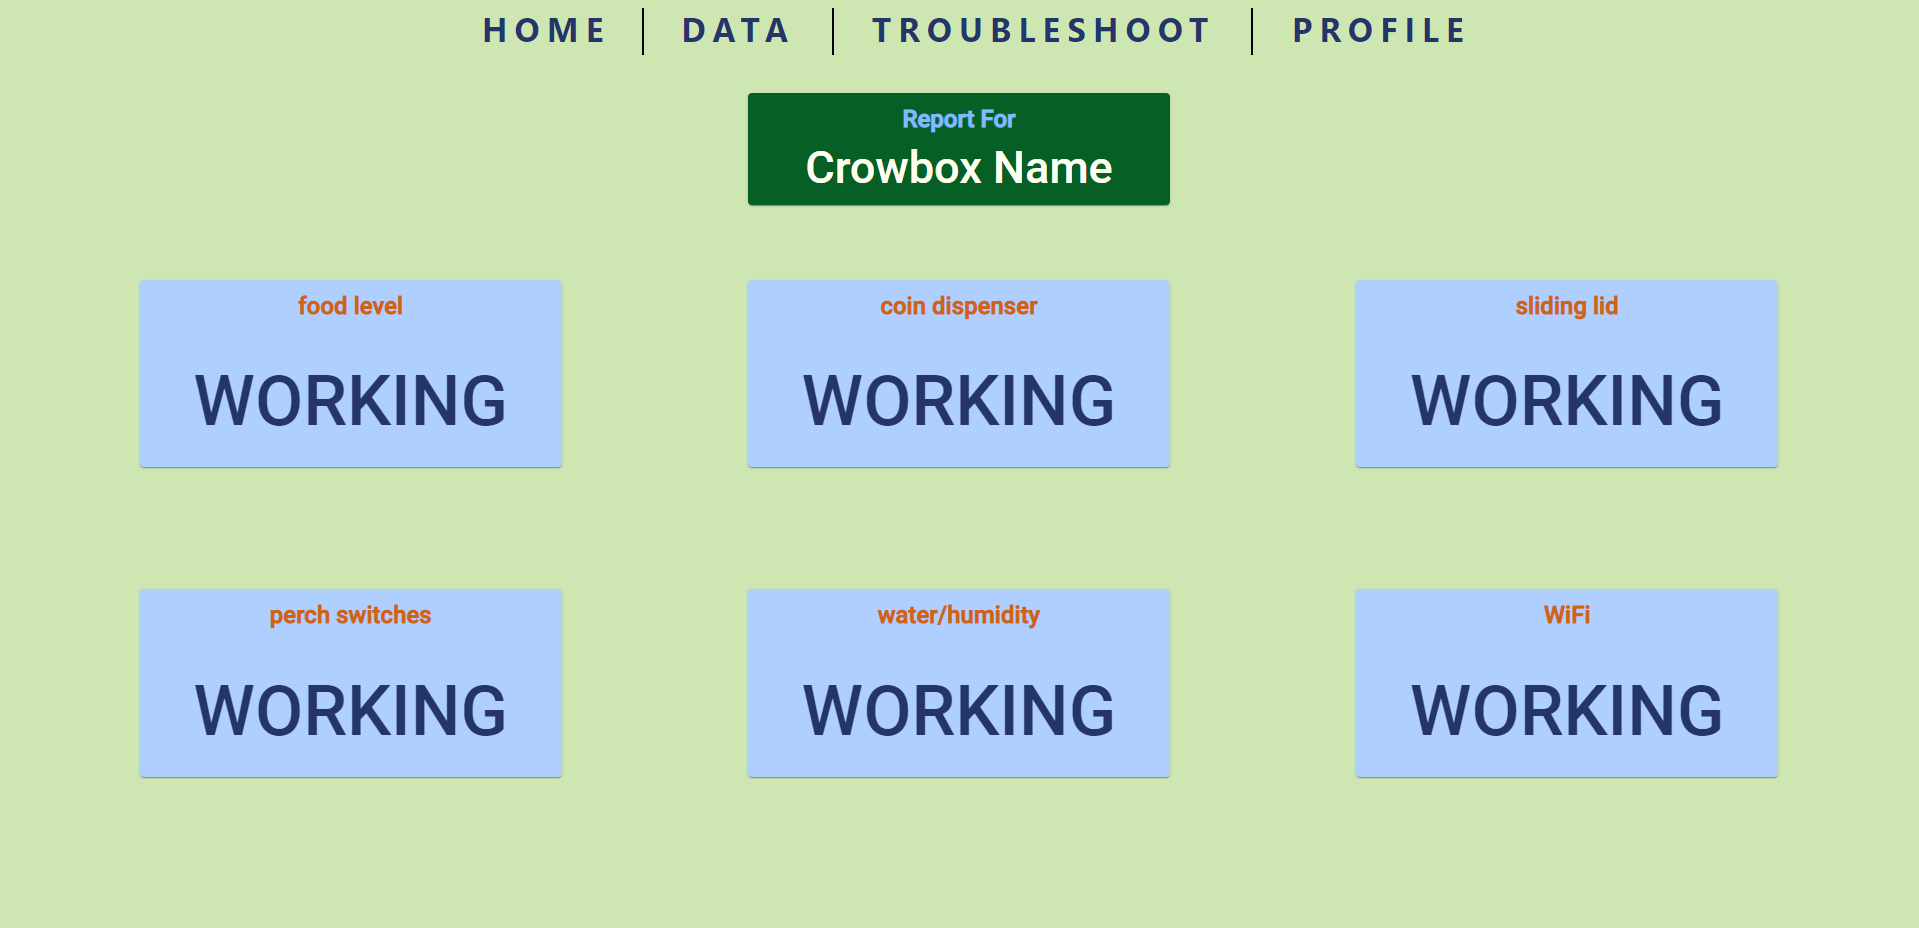 HOME DATA TROUBLESHOOT PROFILE
Report For
Crowbox Name
food level
WORKING
coin dispenser
WORKING
sliding lid
WORKING
perch switches
WORKING
water/humidity
WORKING
WiFi
WORKING